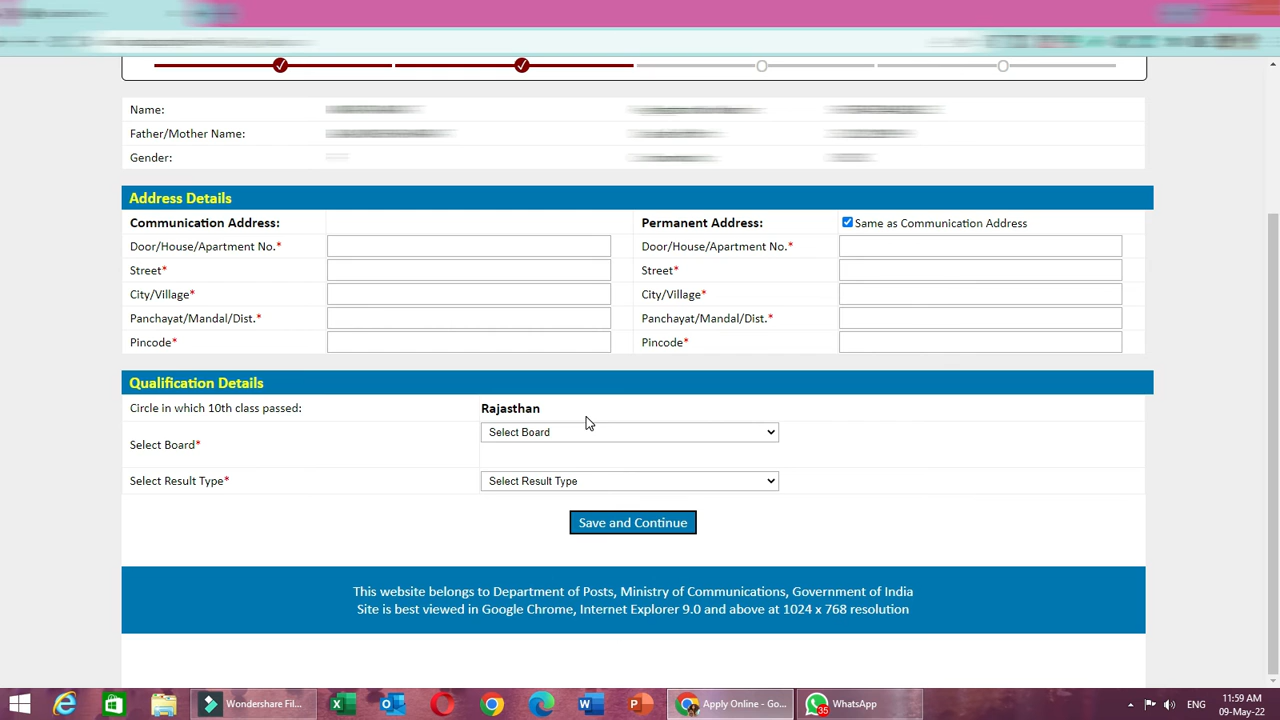 Name:
Father/Mother Name:
Gender:
Address Details
Communication Address:
Permanent Address:
Same as Communication Address
Door/House/Apartment No.*
Door/House/Apartment No.*
Street*
Street*
City/Village*
City/Village*
Panchayat/Mandal/Dist.*
Panchayat/Mandal/Dist.*
Pincode*
Pincode*
Qualification Details
Circle in which 10th class passed:
Rajasthan
Select Board*
Select Board
Select Result Type*
Select Result Type
Save and Continue
This website belongs to Department of Posts, Ministry of Communications, Government of India
Site is best viewed in Google Chrome, Internet Explorer 9.0 and above at 1024 x 768 resolution
Wondershare Fil...
Apply Online - Go...
35
WhatsApp
ENG
11:59 AM
09-May-22